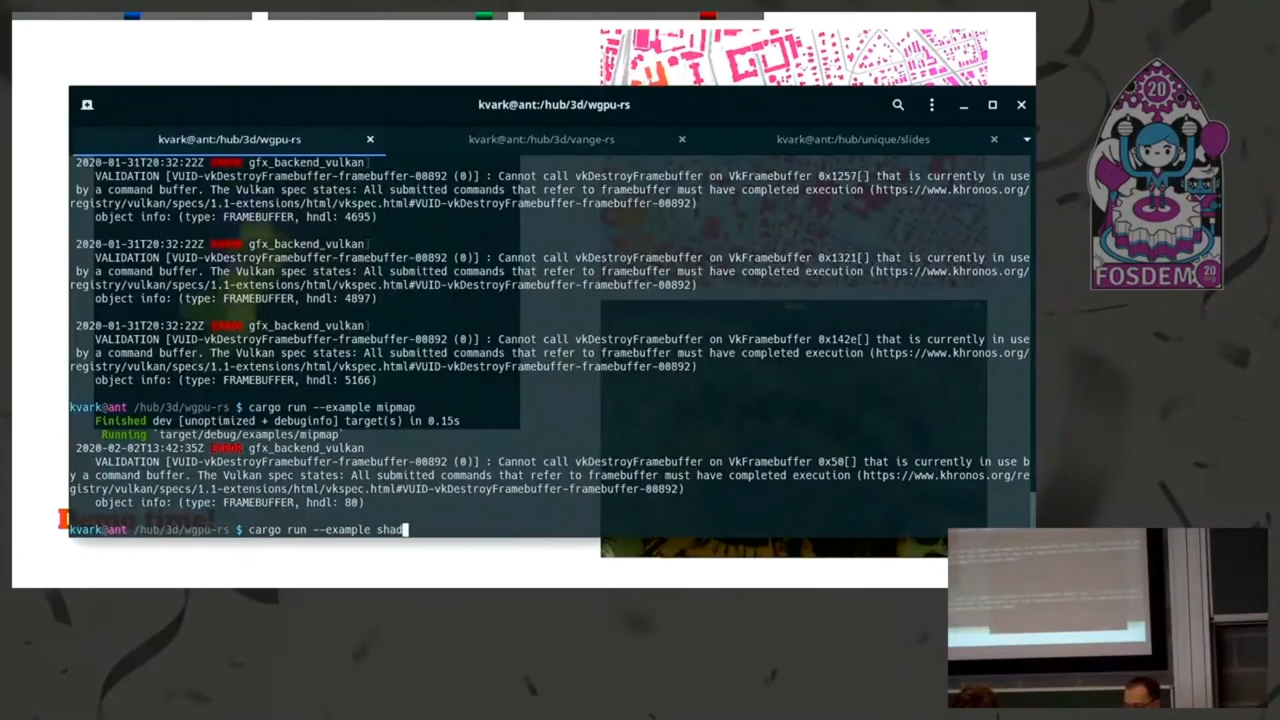 kvark@ant:/hub/3d/wgpu-rs
kvark@ant:/hub/3d/wgpu-rs
kvark@ant:/hub/3d/vange-rs
kvark@ant:/hub/unique/slides
2020-01-31T20:32:22Z ERROR gfx_backend_vulkan]
VALIDATION [VUID-vkDestroyFramebuffer-framebuffer-00892 (0)] : Cannot call vkDestroyFramebuffer on VkFramebuffer 0x1257[] that is currently in use
by a command buffer. The Vulkan spec states: All submitted commands that refer to framebuffer must have completed execution (https://www.khronos.org/
registry/vulkan/specs/1.1-extensions/html/vkspec.html#VUID-vkDestroyFramebuffer-framebuffer-00892)
object info: (type: FRAMEBUFFER, hndl: 4695)
2020-01-31T20:32:22Z ERROR gfx_backend_vulkan]
VALIDATION [VUID-vkDestroyFramebuffer-framebuffer-00892 (0)] : Cannot call vkDestroyFramebuffer on VkFramebuffer 0x1321[] that is currently in use
by a command buffer. The Vulkan spec states: All submitted commands that refer to framebuffer must have completed execution (https://www.khronos.org/
registry/vulkan/specs/1.1-extensions/html/vkspec.html#VUID-vkDestroyFramebuffer-framebuffer-00892)
object info: (type: FRAMEBUFFER, hndl: 4897)
2020-01-31T20:32:22Z ERROR gfx_backend_vulkan]
VALIDATION [VUID-vkDestroyFramebuffer-framebuffer-00892 (0)] : Cannot call vkDestroyFramebuffer on VkFramebuffer 0x142e[] that is currently in use
by a command buffer. The Vulkan spec states: All submitted commands that refer to framebuffer must have completed execution (https://www.khronos.org/
registry/vulkan/specs/1.1-extensions/html/vkspec.html#VUID-vkDestroyFramebuffer-framebuffer-00892)
object info: (type: FRAMEBUFFER, hndl: 5166)
kvark@ant /hub/3d/wgpu-rs $ cargo run --example mipmap
Finished dev [unoptimized + debuginfo] target(s) in 0.15s
Running `target/debug/examples/mipmap`
2020-02-02T13:42:35Z ERROR gfx_backend_vulkan
VALIDATION [VUID-vkDestroyFramebuffer-framebuffer-00892 (0)] : Cannot call vkDestroyFramebuffer on VkFramebuffer 0x50[] that is currently in use b
y a command buffer. The Vulkan spec states: All submitted commands that refer to framebuffer must have completed execution (https://www.khronos.org/re
gistry/vulkan/specs/1.1-extensions/html/vkspec.html#VUID-vkDestroyFramebuffer-framebuffer-00892)
object info: (type: FRAMEBUFFER, hndl: 80)
kvark@ant /hub/3d/wgpu-rs $ cargo run --example shad
20
FOSDEM
20
.org